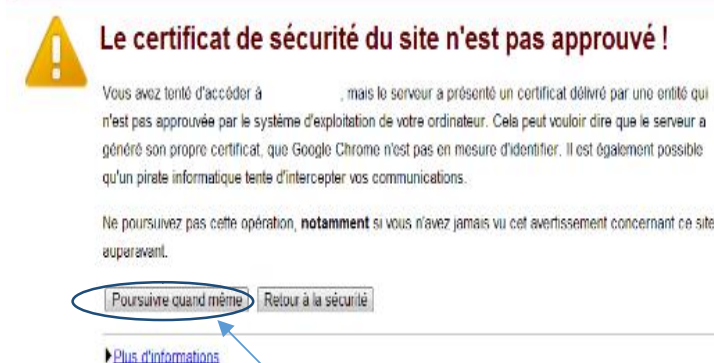 Le certificat de sécurité du site n'est pas approuvé !
Vous avez tenté d'accéder à , mais le serveur a présenté un certificat délivré par une entité qui
n'est pas approuvée par le système d'exploitation de votre ordinateur. Cela peut vouloir dire que le serveur a
généré son propre certificat, que Google Chrome n'est pas en mesure d'identifier. Il est également possible
qu'un pirate informatique tente d'intercepter vos communications.
Ne poursuivez pas cette opération, notamment si vous n'avez jamais vu cet avertissement concernant ce site
auparavant.
Poursuivre quand même Retour à la sécurité
Plus d'informations